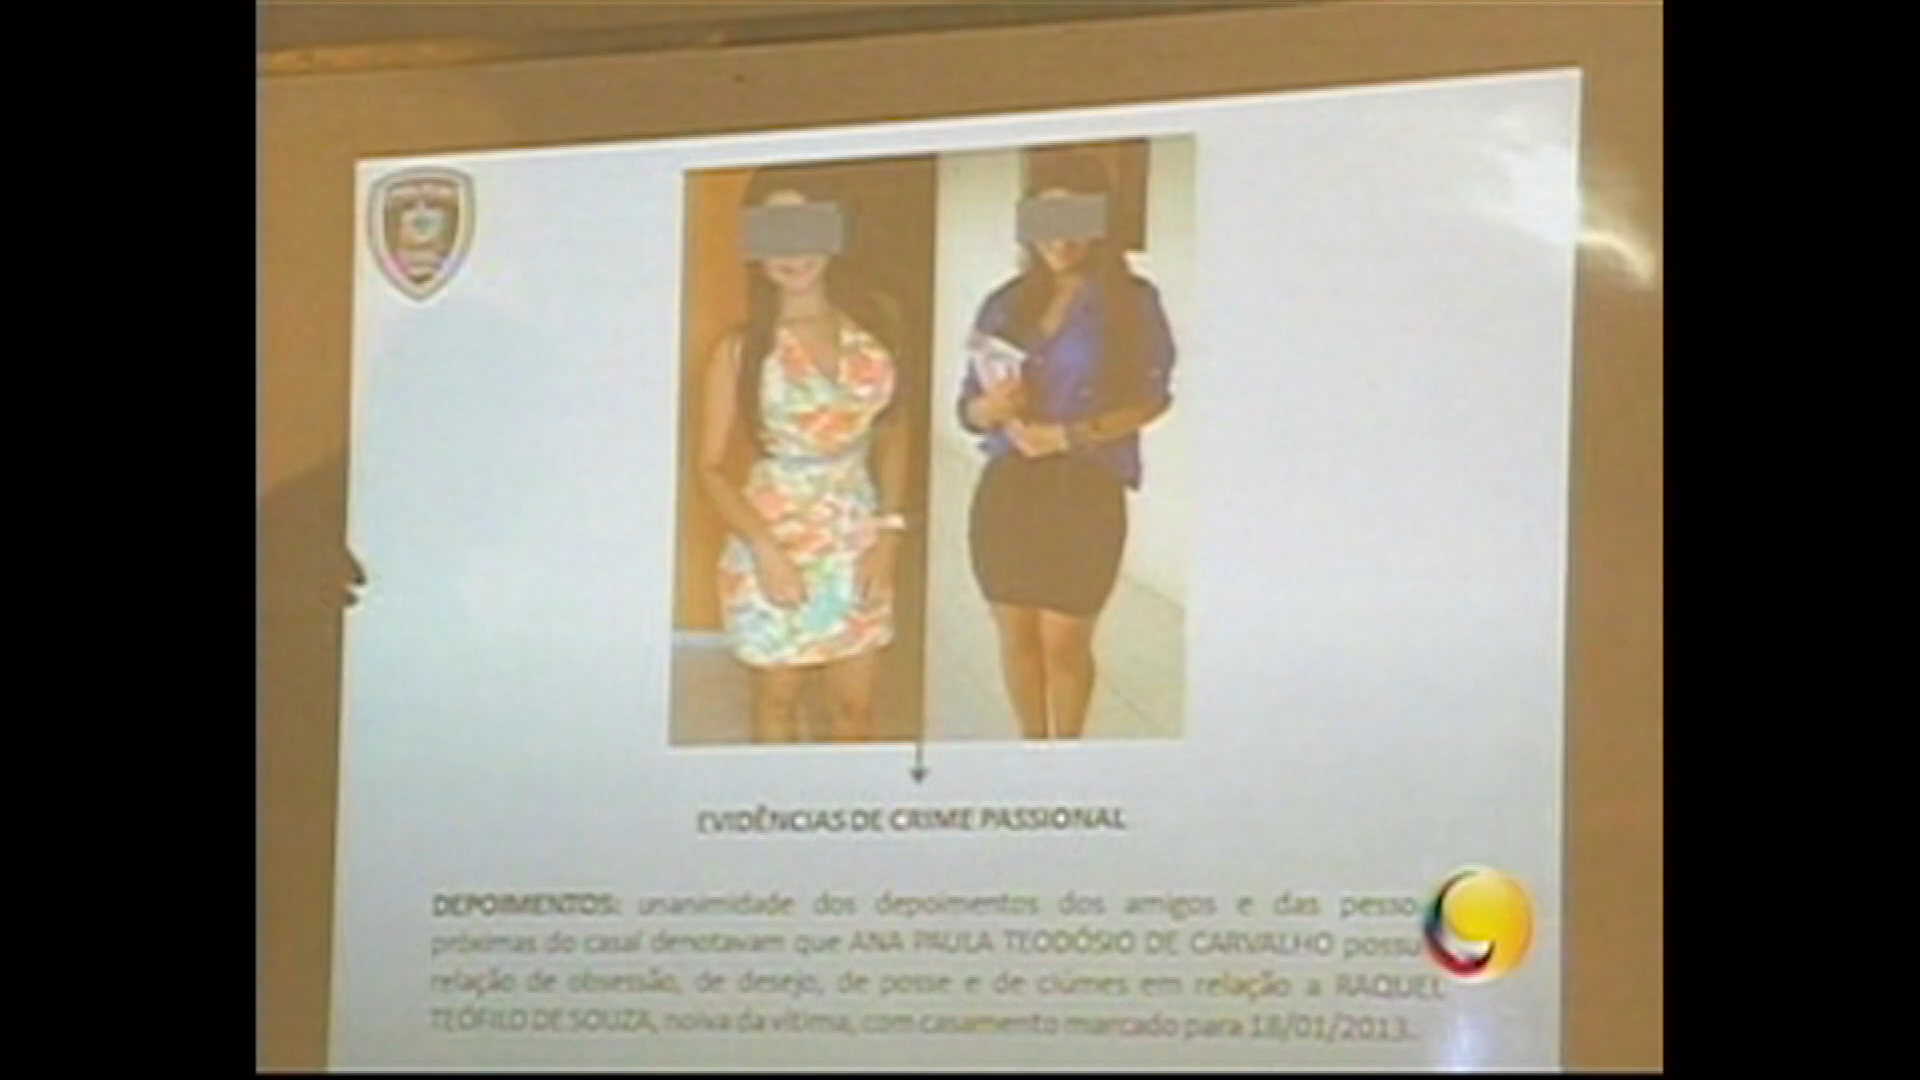 EVIDÊNCIAS DE CRIME PASSIONAL
DEPOIMENTOS: unanimidade dos depoimentos dos amigos e das pesso
próximas do casal denotavam que ANA PAULA TEODÓSIO DE CARVALHO possu
relação de obsessão, de desejo, de posse e de ciúmes em relação a RAQUEL
TEÓFILO DE SOUZA, noiva da vítima, com casamento marcado para 18/01/2013.